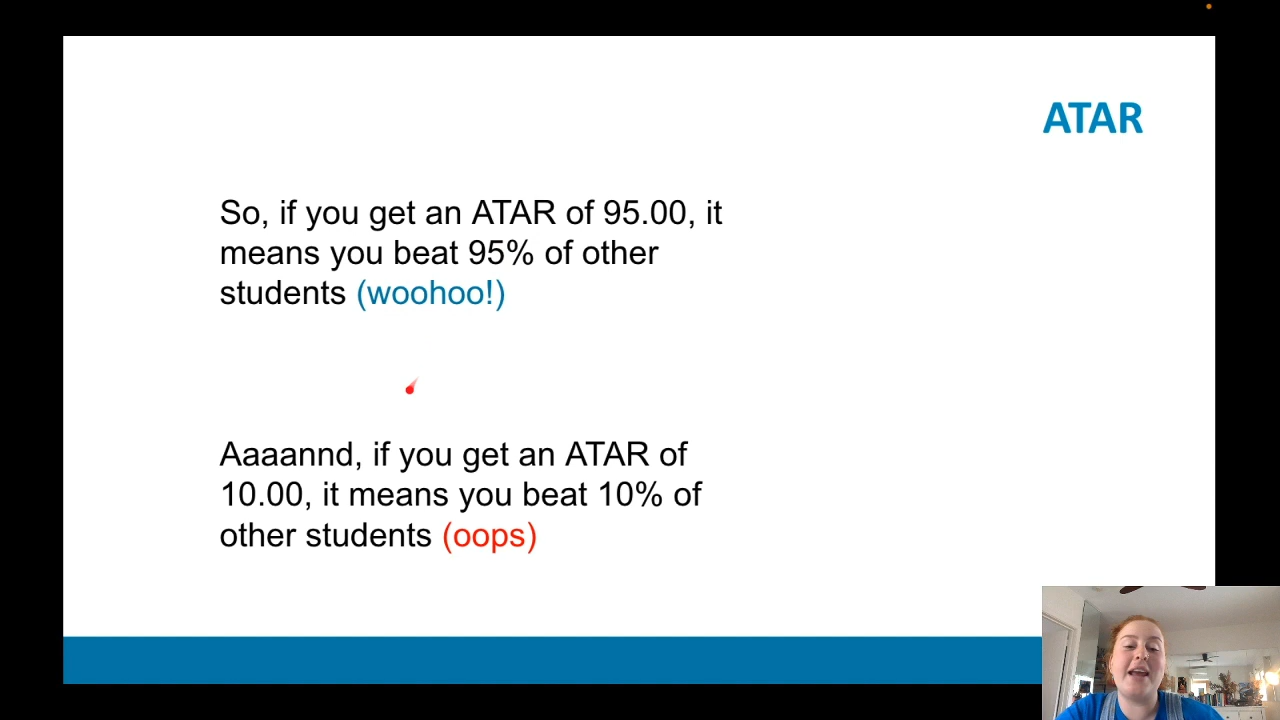 ATAR
So, if you get an ATAR of 95.00, it
means you beat 95% of other
students (woohoo!)
Aaaannd, if you get an ATAR of
10.00, it means you beat 10% of
other students (oops)